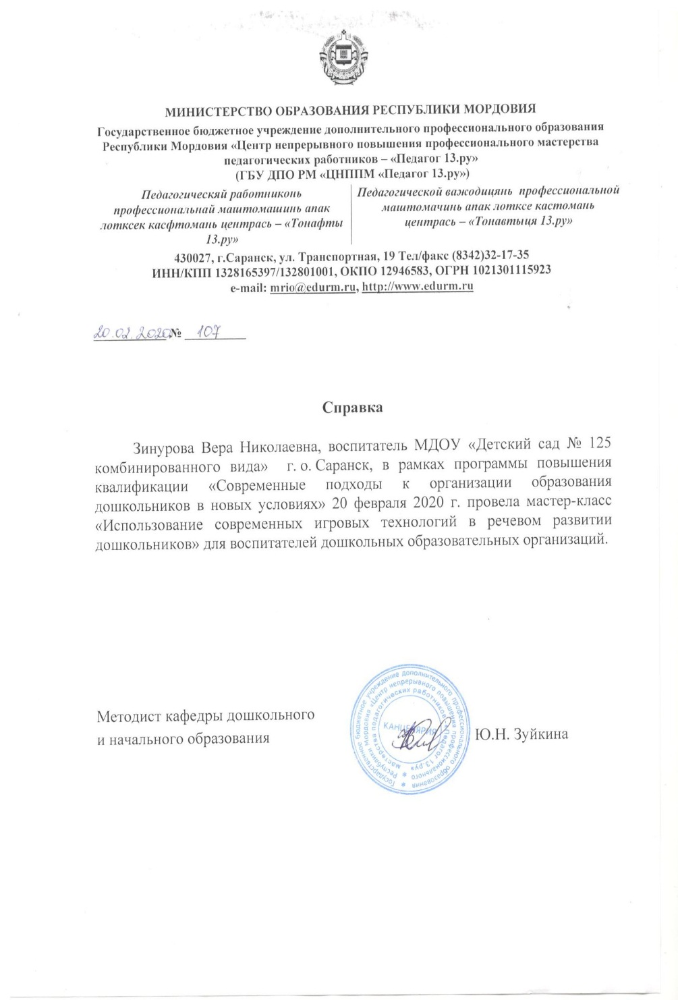 МИНИСТЕРСТВО ОБРАЗОВАНИЯ РЕСПУБЛИКИ МОРДОВИЯ
Государственное бюджетное учреждение дополнительного профессионального образования
Республики Мордовия «Центр непрерывного повышения профессионального мастерства
педагогических работников – «Педагог 13.ру»
(ГБУ ДПО РМ «ЦНППМ «Педагог 13.ру»)
Педагогическяй работниконь
профессиональнай маштомашинь апак
лотксек касфтомань центрась – «Тонафты
13.ру»
Педагогической важодицянь профессиональной
маштомачинь апак лотксе кастомань
центрась – «Тонавтыця 13.ру»
430027, г.Саранск, ул. Транспортная, 19 Тел/факс (8342)32-17-35
ИНН/КПП 1328165397/132801001, ОКПО 12946583, ОГРН 1021301115923
e-mail: mrio@edurm.ru, http://www.edurm.ru
20.02.2020 № 107
Справка
Зинурова Вера Николаевна, воспитатель МДОУ «Детский сад № 125
комбинированного вида» г. о. Саранск, в рамках программы повышения
квалификации «Современные подходы к организации образования
дошкольников в новых условиях» 20 февраля 2020 г. провела мастер-класс
«Использование современных игровых технологий в речевом развитии
дошкольников» для воспитателей дошкольных образовательных организаций.
Методист кафедры дошкольного
и начального образования
Ю.Н. Зуйкина
Государственное бюджетное учреждение дополнительного профессионального образования
Республики Мордовия «Центр непрерывного повышения профессионального
мастерства педагогических работников – «Педагог 13.ру»
КАНЦЕЛЯРИЯ